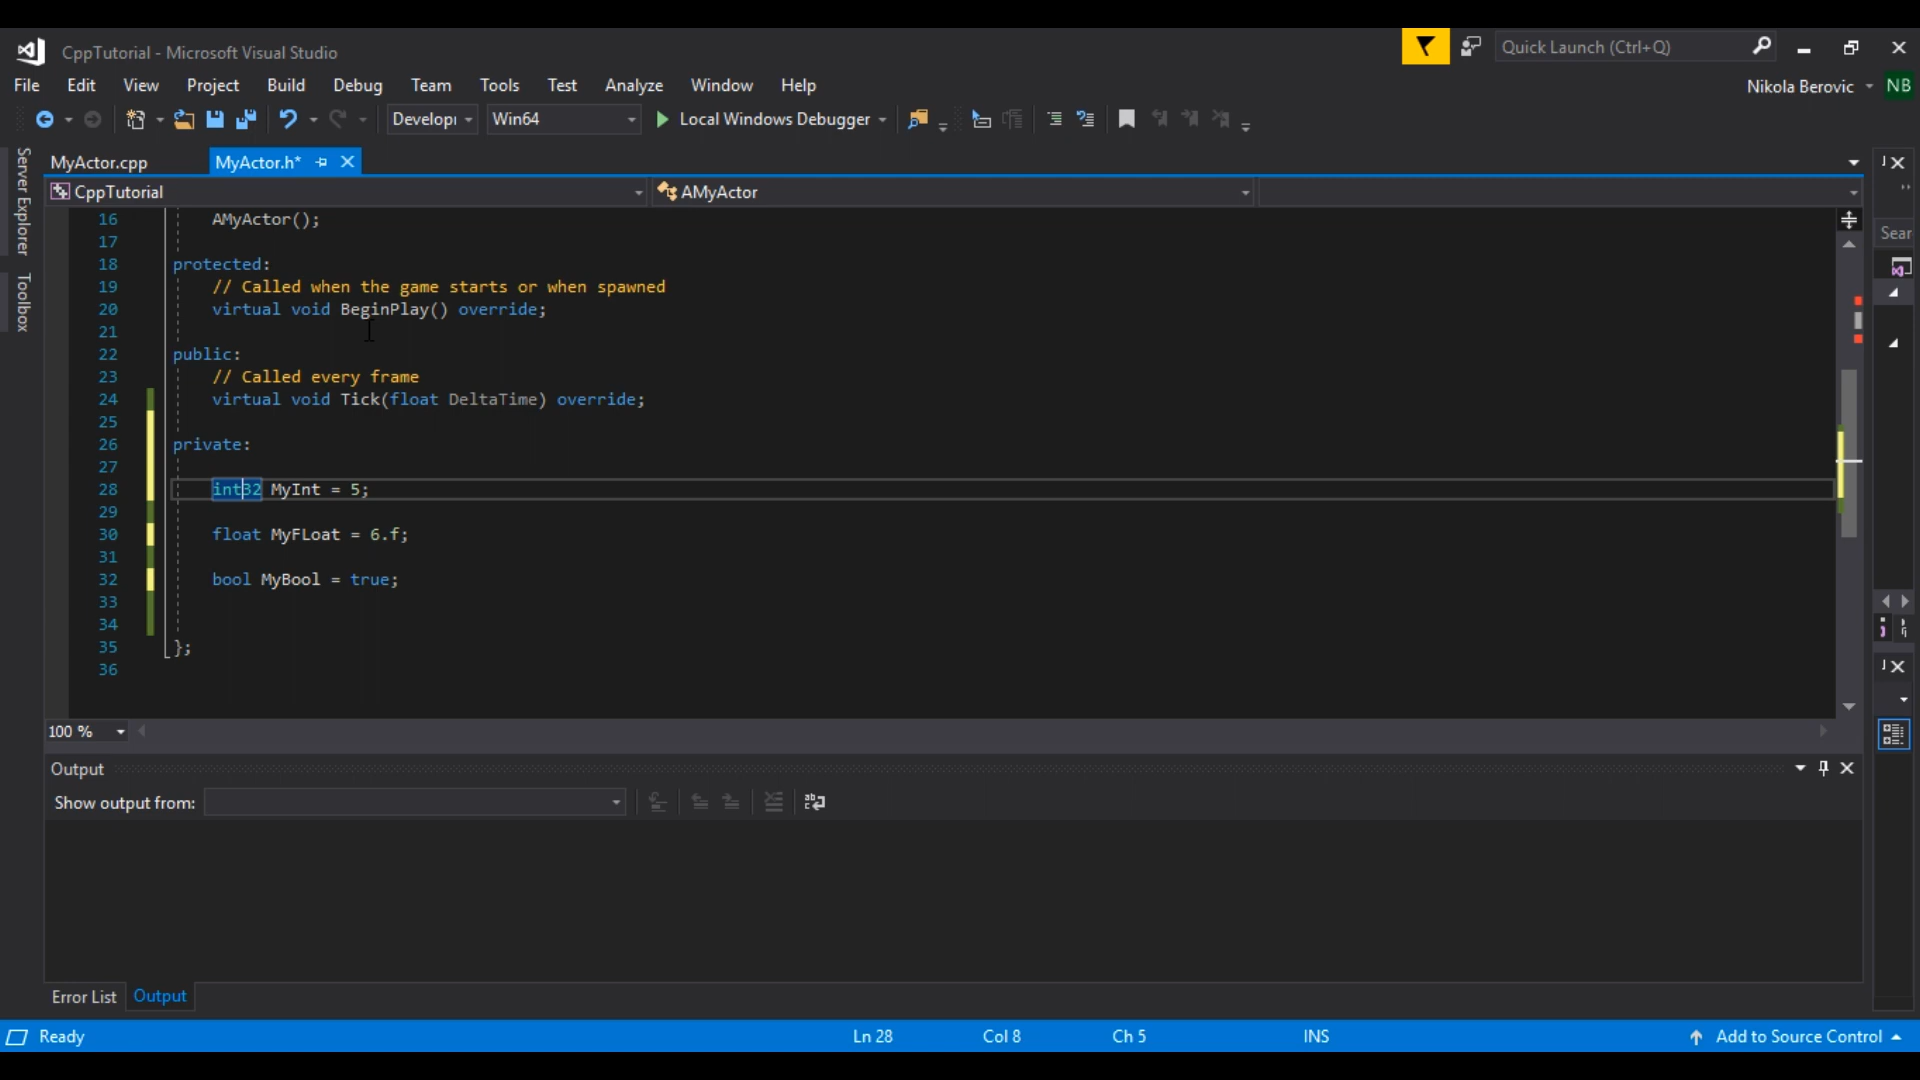 CppTutorial - Microsoft Visual Studio
Quick Launch (Ctrl+Q)
File Edit View Project Build Debug Team Tools Test Analyze Window Help
Nikola Berovic NB
Win64 Local Windows Debugger
Server Explorer
Toolbox
MyActor.cpp MyActor.h*
CppTutorial AMyActor
16 AMyActor();
17
18 protected:
19 // Called when the game starts or when spawned
20 virtual void BeginPlay() override;
21
22 public:
23 // Called every frame
24 virtual void Tick(float DeltaTime) override;
25
26 private:
27
28 int32 MyInt = 5;
29
30 float MyFLoat = 6.f;
31
32 bool MyBool = true;
33
34
35 };
36
100 %
Output
Show output from:
Error List Output
Ready Ln 28 Col 8 Ch 5 INS Add to Source Control